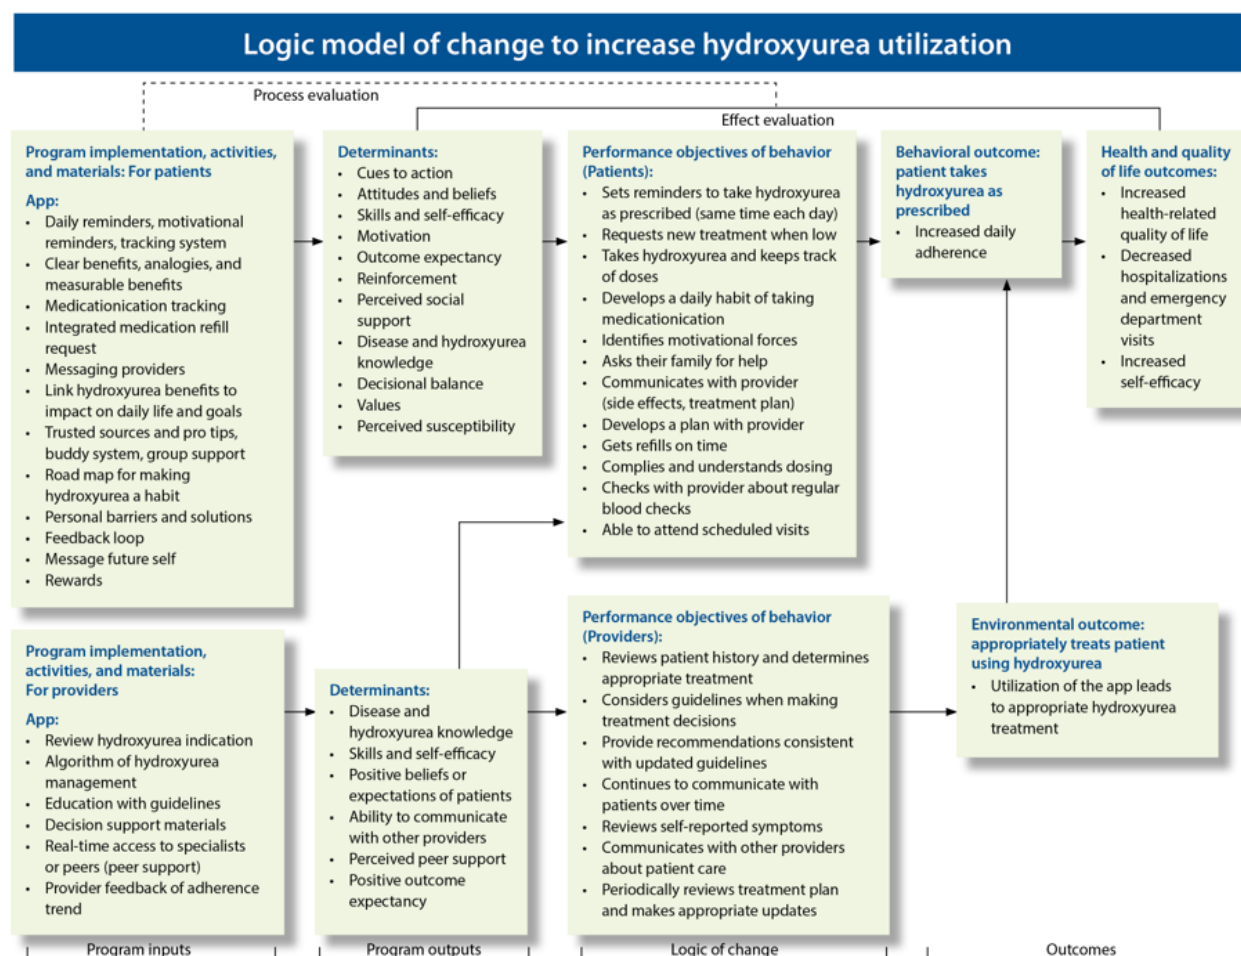 Logic model of change to increase hydroxyurea utilization
Process evaluation
Effect evaluation
Program implementation, activities,
and materials: For patients
App:
• Daily reminders, motivational
reminders, tracking system
• Clear benefits, analogies, and
measurable benefits
• Medicationication tracking
• Integrated medication refill
request
• Messaging providers
• Link hydroxyurea benefits to
impact on daily life and goals
• Trusted sources and pro tips,
buddy system, group support
• Road map for making
hydroxyurea a habit
• Personal barriers and solutions
• Feedback loop
• Message future self
• Rewards
Determinants:
• Cues to action
• Attitudes and beliefs
• Skills and self-efficacy
• Motivation
• Outcome expectancy
• Reinforcement
• Perceived social
support
• Disease and hydroxyurea
knowledge
• Decisional balance
• Values
• Perceived susceptibility
Performance objectives of behavior
(Patients):
• Sets reminders to take hydroxyurea
as prescribed (same time each day)
• Requests new treatment when low
• Takes hydroxyurea and keeps track
of doses
• Develops a daily habit of taking
medicationication
• Identifies motivational forces
• Asks their family for help
• Communicates with provider
(side effects, treatment plan)
• Develops a plan with provider
• Gets refills on time
• Complies and understands dosing
• Checks with provider about regular
blood checks
• Able to attend scheduled visits
Behavioral outcome:
patient takes
hydroxyurea as
prescribed
• Increased daily
adherence
Health and quality
of life outcomes:
• Increased
health-related
quality of life
• Decreased
hospitalizations
and emergency
department
visits
• Increased
self-efficacy
Program implementation,
activities, and materials:
For providers
App:
• Review hydroxyurea indication
• Algorithm of hydroxyurea
management
• Education with guidelines
• Decision support materials
• Real-time access to specialists
or peers (peer support)
• Provider feedback of adherence
trend
Determinants:
• Disease and
hydroxyurea knowledge
• Skills and self-efficacy
• Positive beliefs or
expectations of patients
• Ability to communicate
with other providers
• Perceived peer support
• Positive outcome
expectancy
Performance objectives of behavior
(Providers):
• Reviews patient history and determines
appropriate treatment
• Considers guidelines when making
treatment decisions
• Provide recommendations consistent
with updated guidelines
• Continues to communicate with
patients over time
• Reviews self-reported symptoms
• Communicates with other providers
about patient care
• Periodically reviews treatment plan
and makes appropriate updates
Environmental outcome:
appropriately treats patient
using hydroxyurea
• Utilization of the app leads
to appropriate hydroxyurea
treatment
Program inputs
Program outputs
Logic of change
Outcomes